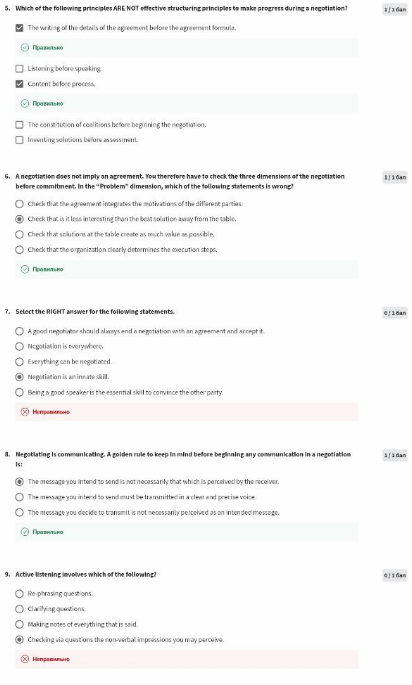 5. Which of the following principles ARE NOT effective structuring principles to make progress during a negotiation?
1 / 1 бал
The writing of the details of the agreement before the agreement formula.
Правильно
Listening before speaking.
Content before process.
Правильно
The constitution of coalitions before beginning the negotiation.
Inventing solutions before assessment.
6. A negotiation does not imply an agreement. You therefore have to check the three dimensions of the negotiation
before commitment. In the “Problem” dimension, which of the following statements is wrong?
1 / 1 бал
Check that the agreement integrates the motivations of the different parties.
Check that is it less interesting than the best solution away from the table.
Check that solutions at the table create as much value as possible.
Check that the organization clearly determines the execution steps.
Правильно
7. Select the RIGHT answer for the following statements.
0 / 1 бал
A good negotiator should always end a negotiation with an agreement and accept it.
Negotiation is everywhere.
Everything can be negotiated.
Negotiation is an innate skill.
Being a good speaker is the essential skill to convince the other party.
Неправильно
8. Negotiating is communicating. A golden rule to keep in mind before beginning any communication in a negotiation
is:
1 / 1 бал
The message you intend to send is not necessarily that which is perceived by the receiver.
The message you intend to send must be transmitted in a clear and precise voice.
The message you decide to transmit is not necessarily perceived as an intended message.
Правильно
9. Active listening involves which of the following?
0 / 1 бал
Re-phrasing questions.
Clarifying questions.
Making notes of everything that is said.
Checking via questions the non-verbal impressions you may perceive.
Неправильно